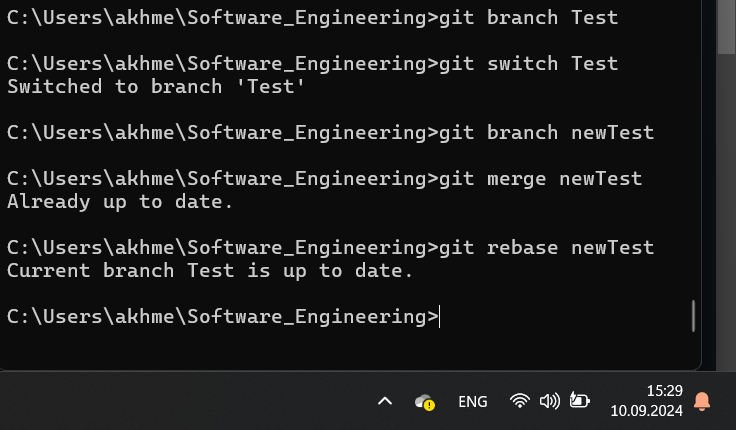 C:\Users\akhme\Software_Engineering>git branch Test
C:\Users\akhme\Software_Engineering>git switch Test
Switched to branch 'Test'
C:\Users\akhme\Software_Engineering>git branch newTest
C:\Users\akhme\Software_Engineering>git merge newTest
Already up to date.
C:\Users\akhme\Software_Engineering>git rebase newTest
Current branch Test is up to date.
C:\Users\akhme\Software_Engineering>
ENG
15:29
10.09.2024